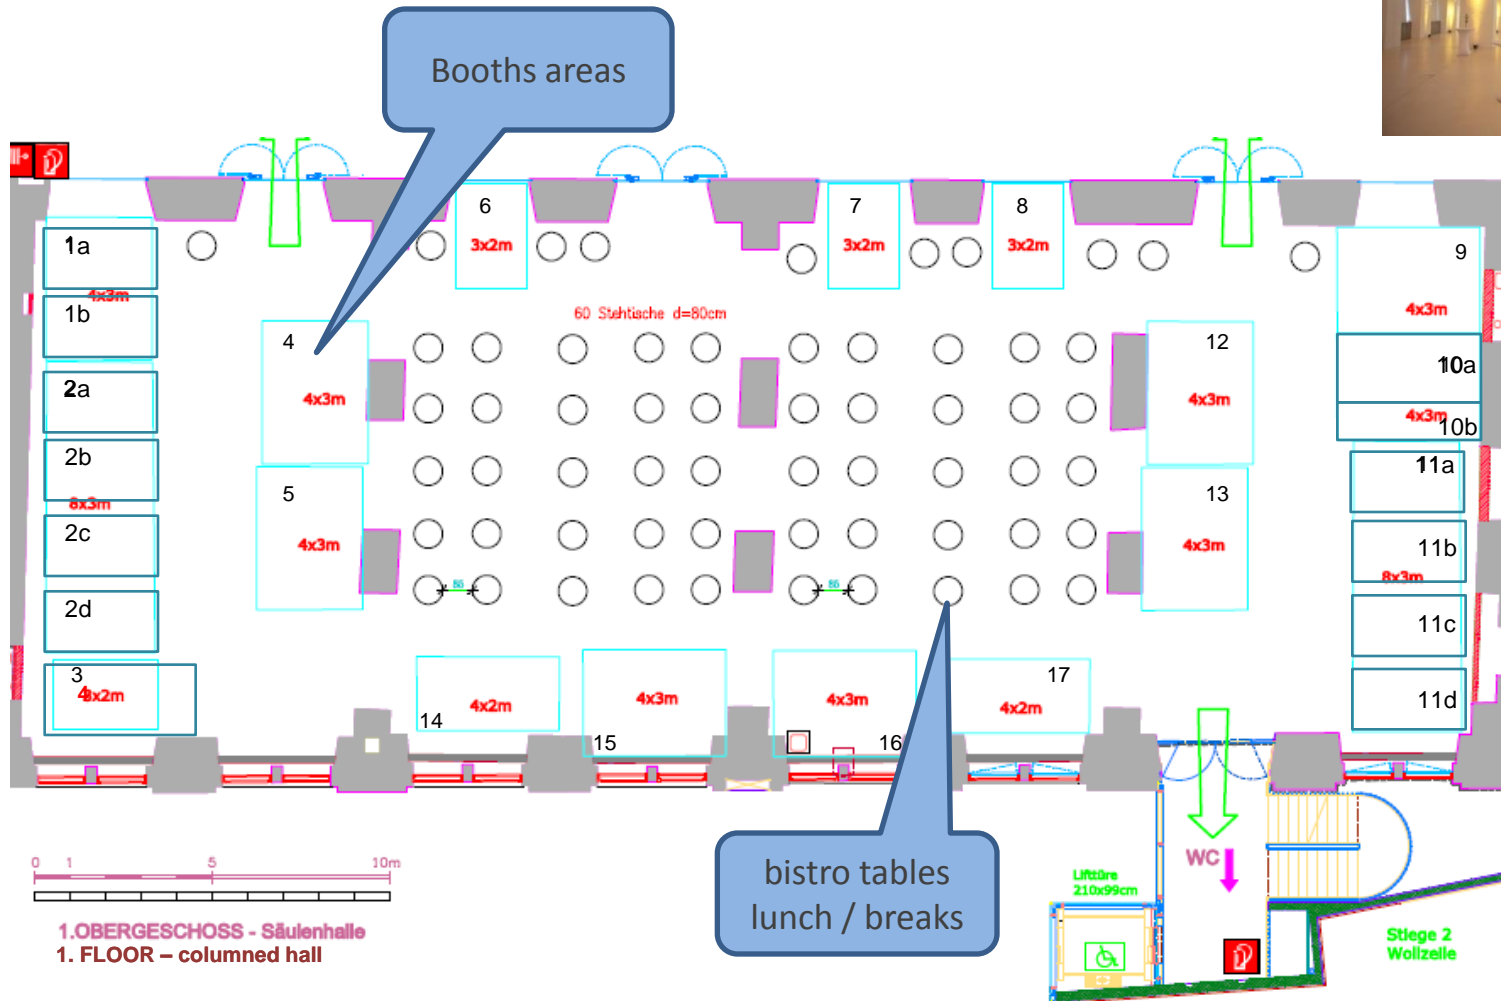 Booths areas
6
7
8
3x2m
3x2m
3x2m
1a
4x3m
1b
2a
2b
8x3m
2c
2d
3
3x2m
4
4x3m
5
4x3m
60 Stehtische d=80cm
86
86
9
4x3m
10a
4x3m
10b
11a
11b
8x3m
11c
11d
12
4x3m
13
4x3m
14
4x2m
15
4x3m
16
4x3m
17
4x2m
bistro tables
lunch / breaks
0 1 5 10m
1.OBERGESCHOSS - Säulenhalle
1. FLOOR – columned hall
WC
Lifttüre
210x99cm
Stiege 2
Wollzeile